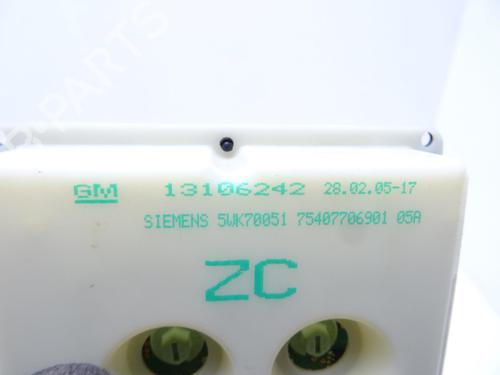 GM 13106242 28.02.05-17
SIEMENS 5WK70051 75407706901 05A
ZC